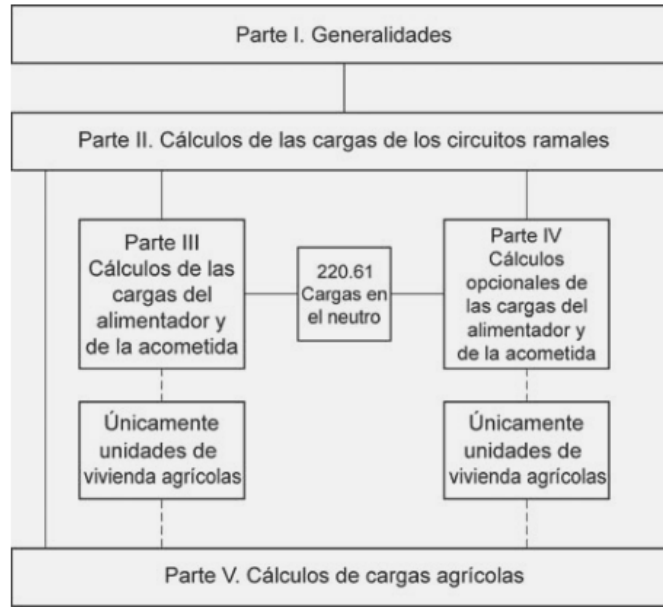 Parte I. Generalidades
Parte II. Cálculos de las cargas de los circuitos ramales
Parte III
Cálculos de las
cargas del
alimentador y
de la acometida
220.61
Cargas en
el neutro
Parte IV
Cálculos
opcionales de
las cargas del
alimentador y
de la acometida
Únicamente
unidades de
vivienda agrícolas
Únicamente
unidades de
vivienda agrícolas
Parte V. Cálculos de cargas agrícolas